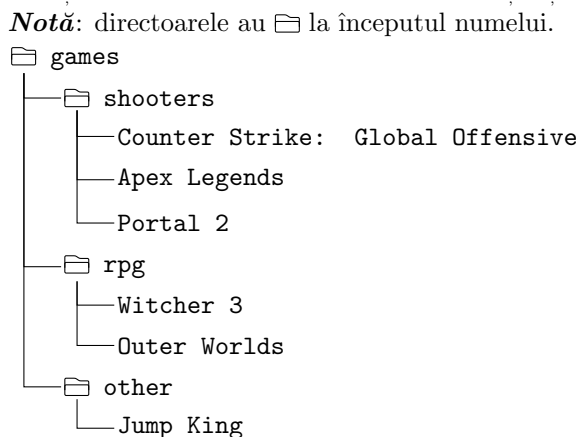 Notă: directoarele au la începutul numelui.
games
shooters
Counter Strike: Global Offensive
Apex Legends
Portal 2
rpg
Witcher 3
Outer Worlds
other
Jump King